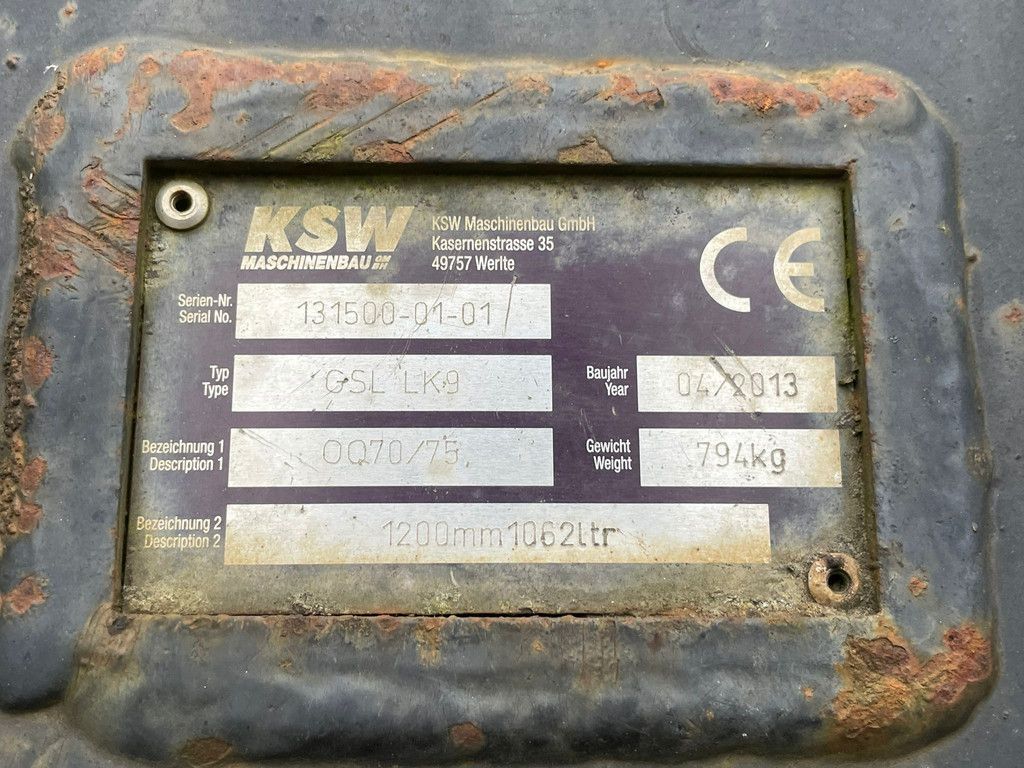 KSW
MASCHINENBAU GMBH
KSW Maschinenbau GmbH
Kasernenstrasse 35
49757 Werlte
CE
Serien-Nr.
Serial No.
131500-01-01
Typ
Type
GSL LK9
Baujahr
Year
04/2013
Bezeichnung 1
Description 1
OQ70/75
Gewicht
Weight
794kg
Bezeichnung 2
Description 2
1200mm1062ltr